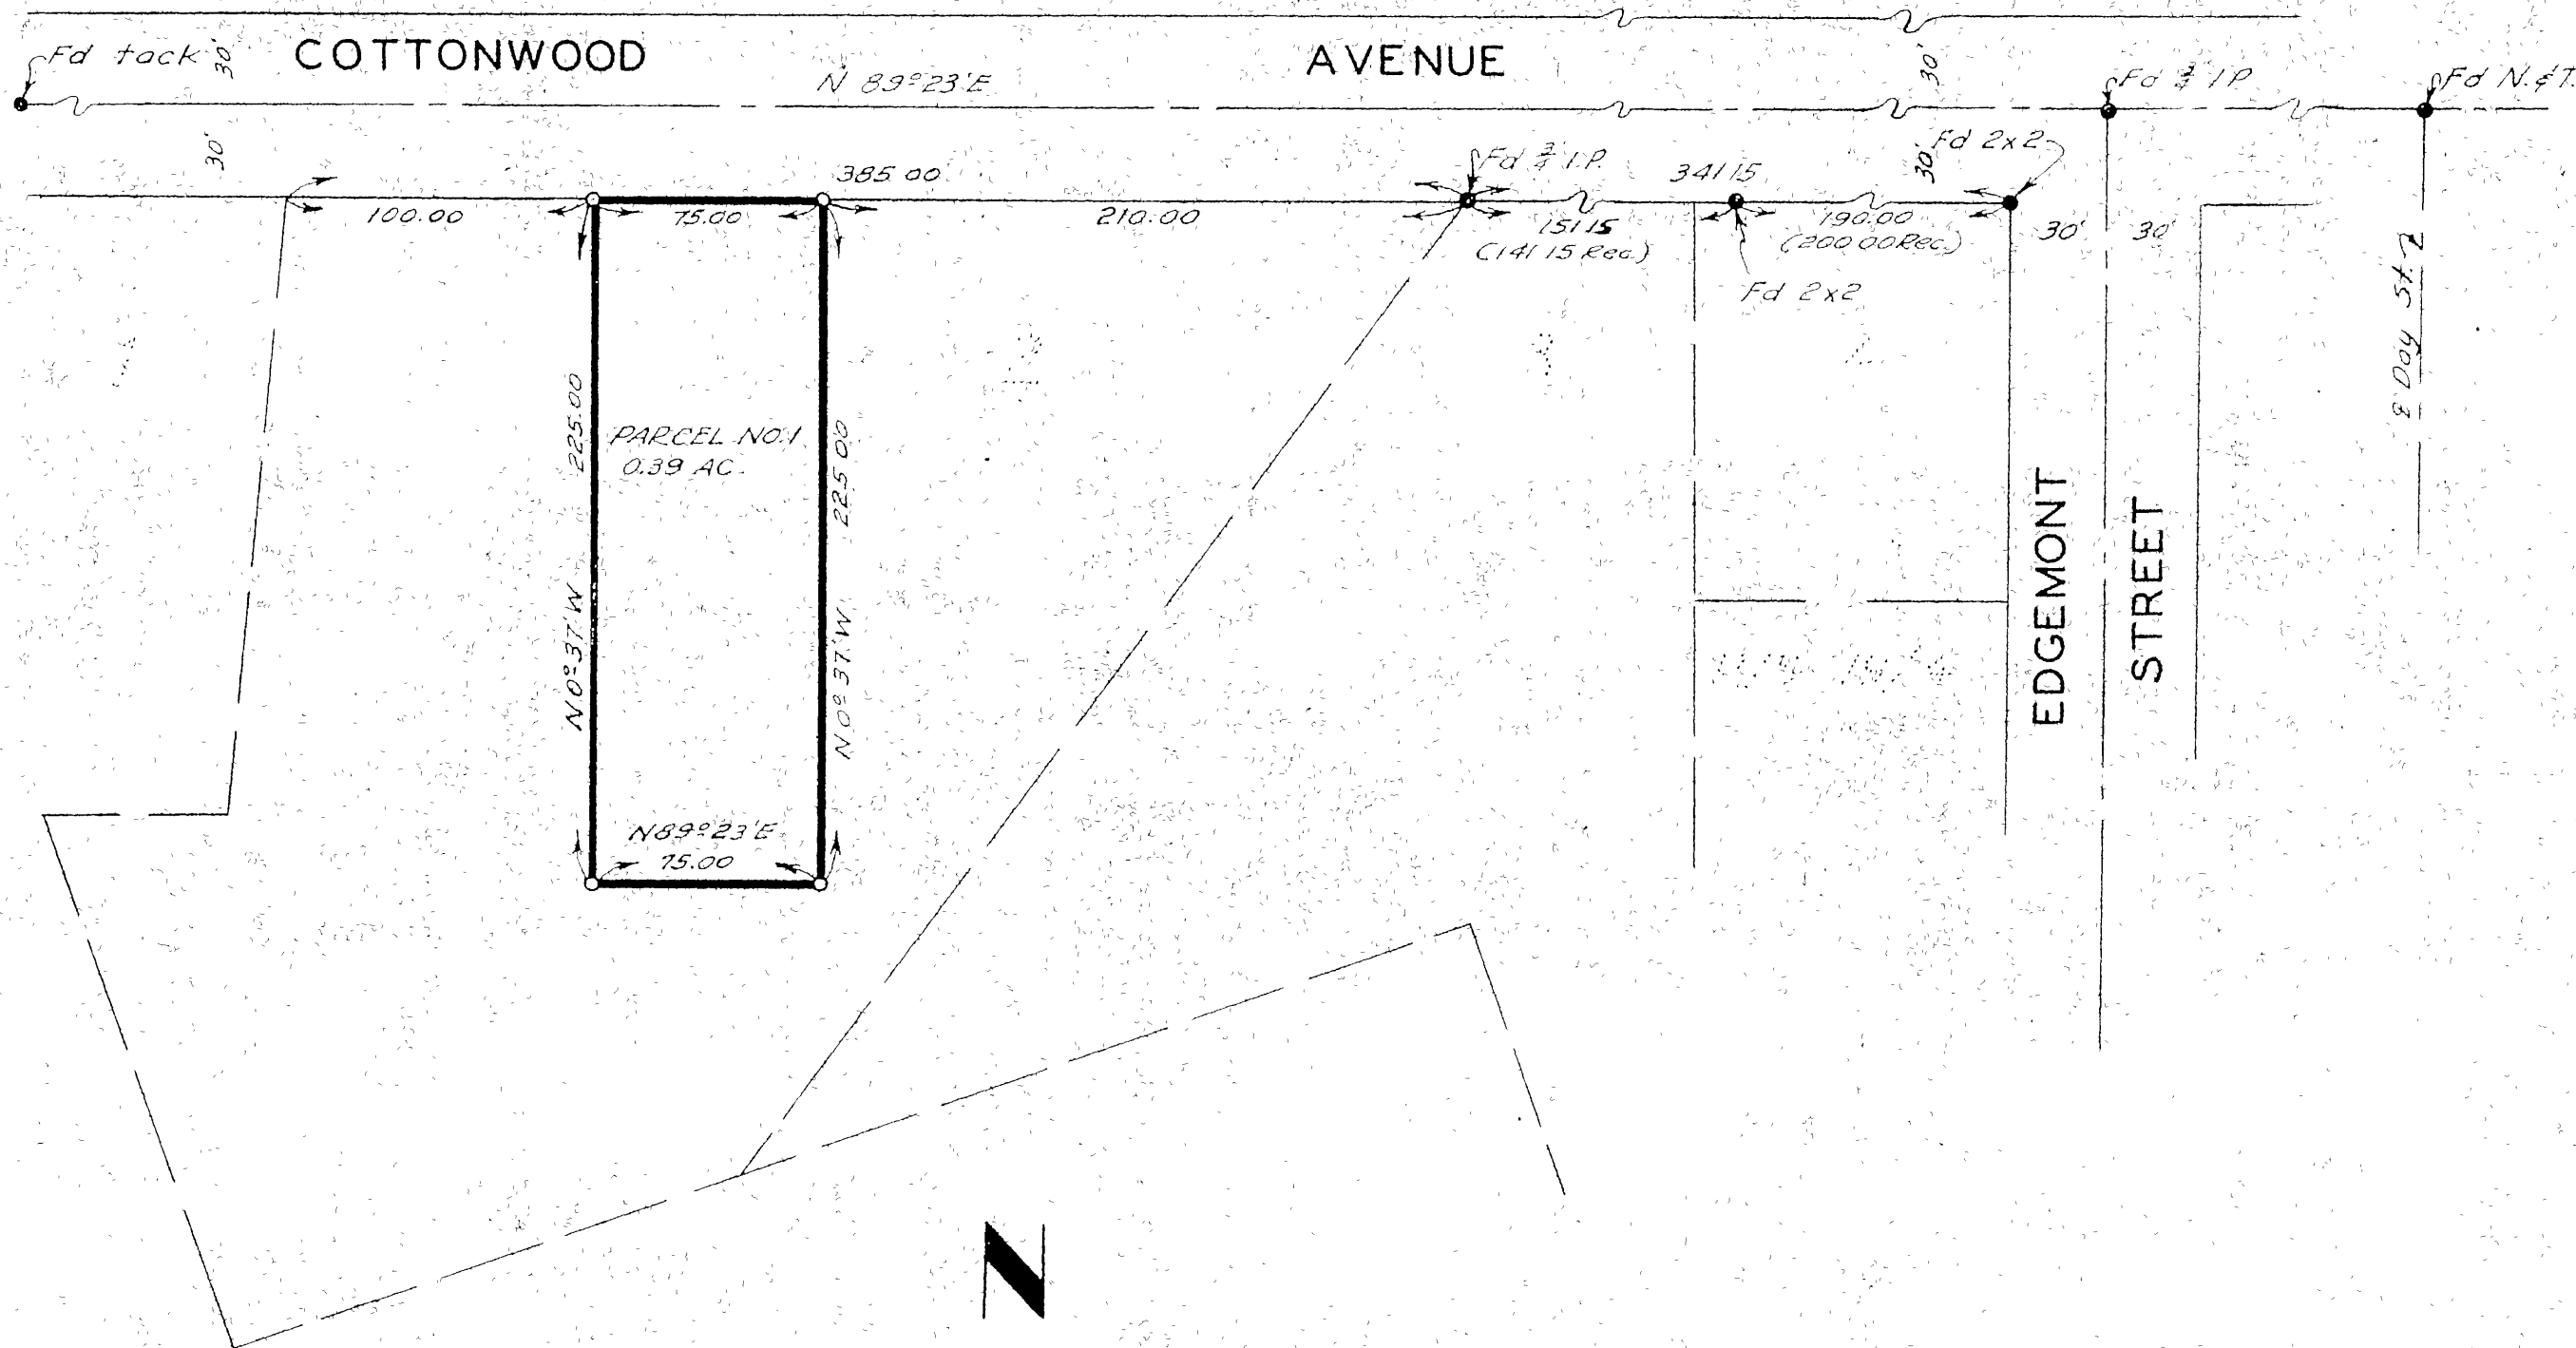 COTTONWOOD AVENUE
Fd tack
30'
N 89°23'E
30'
Fd ¾ I.P.
Fd N.&T.
30'
385.00
Fd ¾ I.P.
341.15
30'
Fd 2x2
100.00
75.00
210.00
151.15
(141.15 Rec.)
190.00
(200.00 Rec.)
30'
30'
Fd 2x2
Day St.
225.00
PARCEL NO.1
0.39 AC.
225.00
N.0°37'W
N.0°37'W
EDGEMONT
STREET
N89°23'E
75.00
N